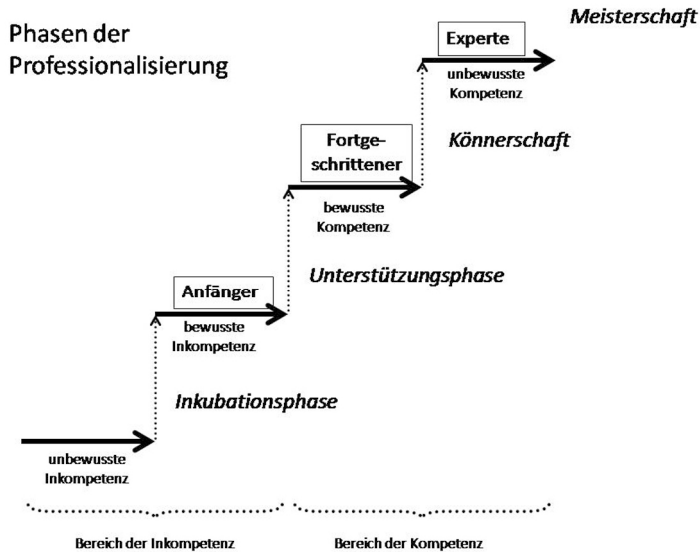 Phasen der
Professionalisierung
Meisterschaft
Experte
unbewusste
Kompetenz
Könnerschaft
Fortge-
schrittener
bewusste
Kompetenz
Unterstützungsphase
Anfänger
bewusste
Inkompetenz
Inkubationsphase
unbewusste
Inkompetenz
Bereich der Inkompetenz
Bereich der Kompetenz